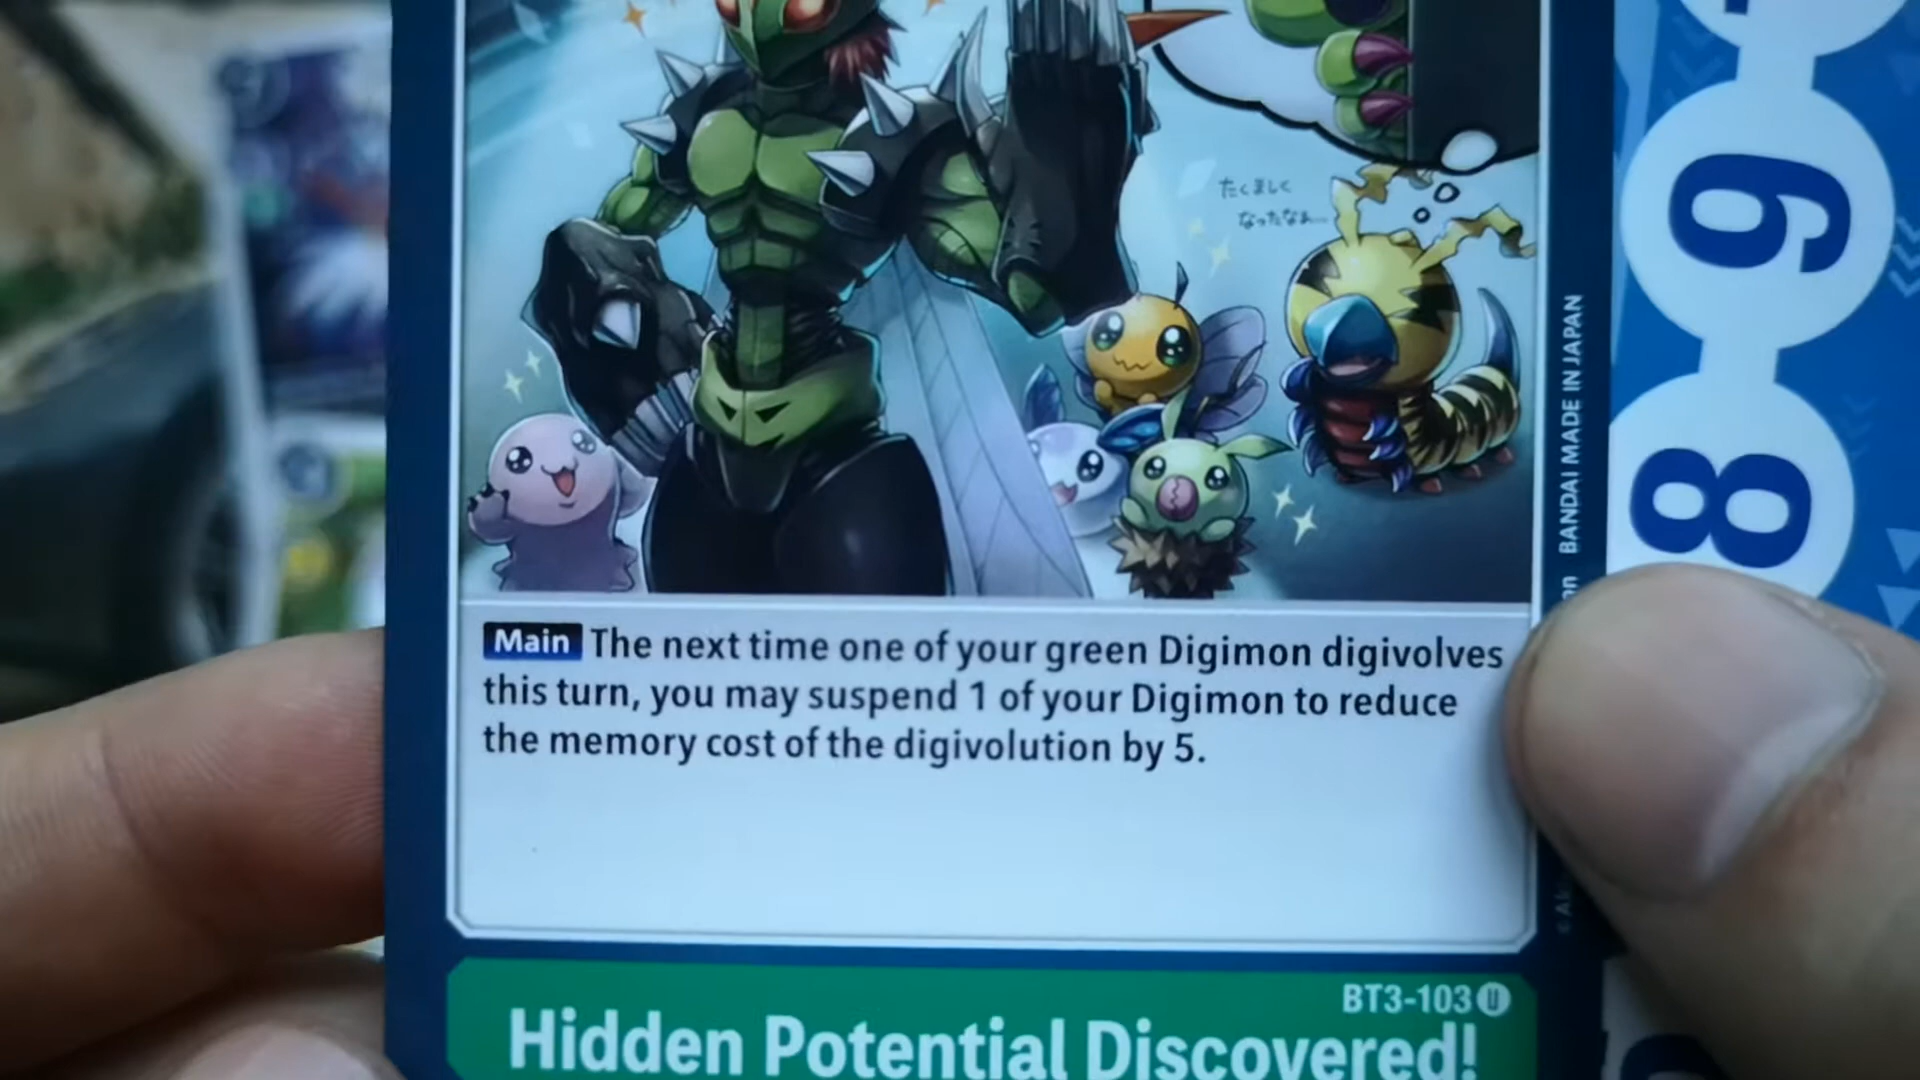 たくましく
なったなぁ...
6
8
BANDAI MADE IN JAPAN
Main The next time one of your green Digimon digivolves
this turn, you may suspend 1 of your Digimon to reduce
the memory cost of the digivolution by 5.
BT3-103 U
Hidden Potential Discovered!